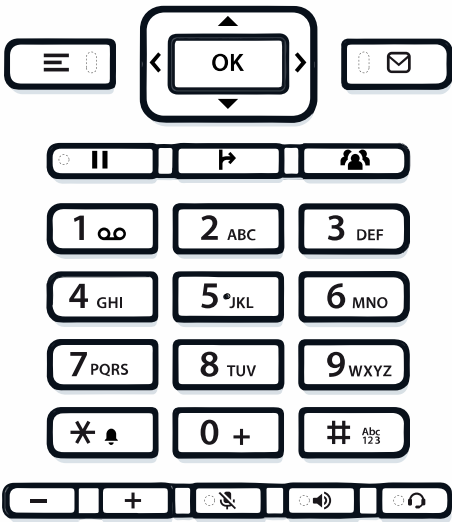 OK
1
2 ABC
3 DEF
4 GHI
5 JKL
6 MNO
7 PQRS
8 TUV
9 WXYZ
*
0 +
# Abc
123
− +